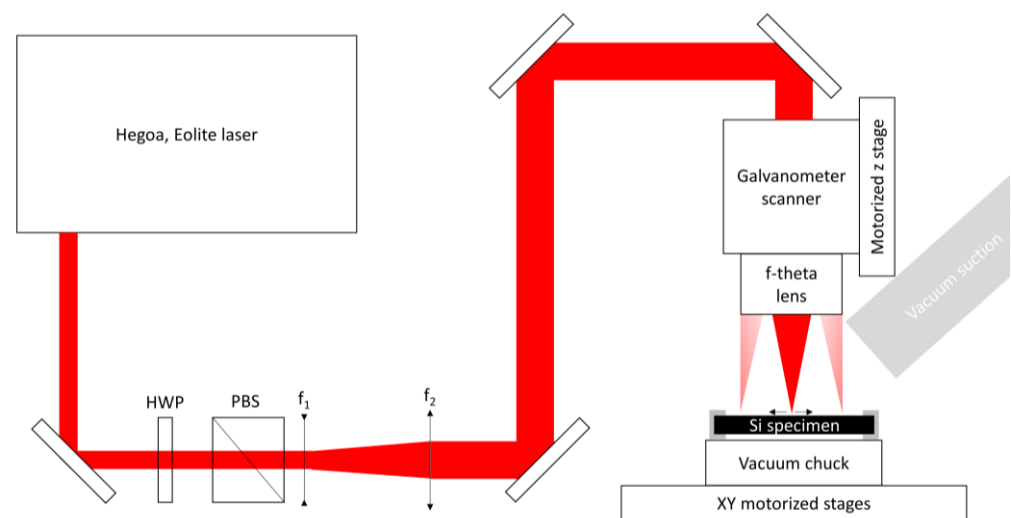 Hegoa, Eolite laser
HWP
PBS
f1
f2
Galvanometer
scanner
Motorized z stage
f-theta
lens
Vacuum suction
Si specimen
Vacuum chuck
XY motorized stages